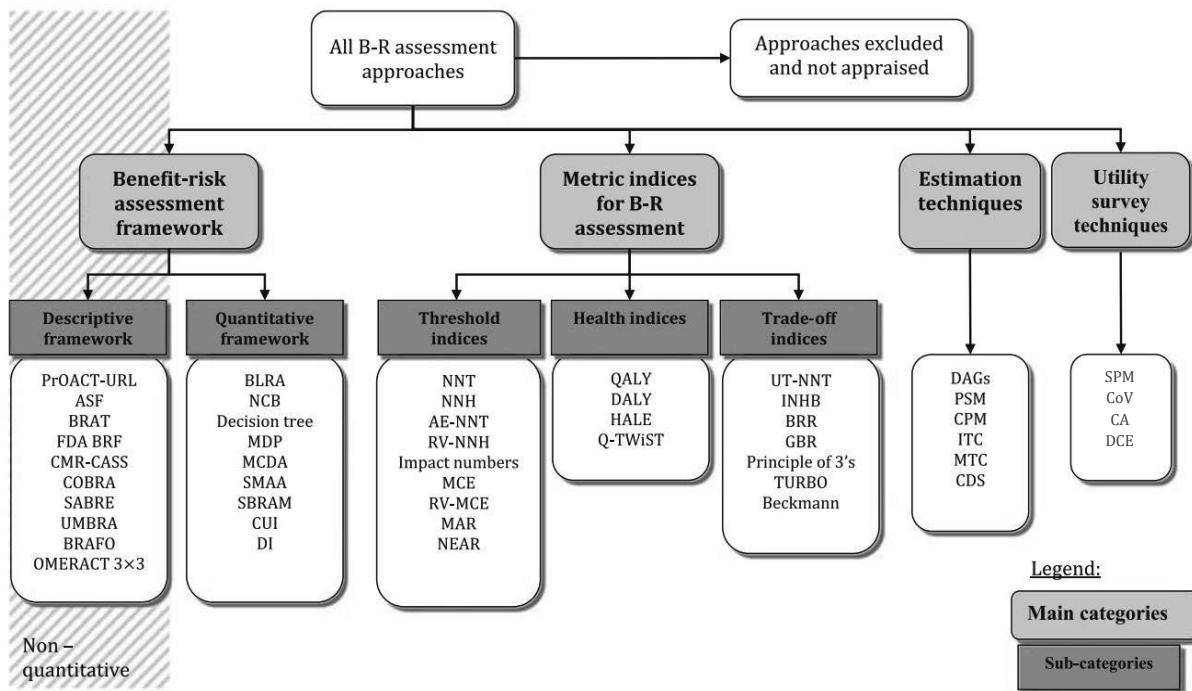 All B-R assessment
approaches
Approaches excluded
and not appraised
Benefit-risk
assessment
framework
Metric indices
for B-R
assessment
Estimation
techniques
Utility
survey
techniques
Descriptive
framework
Quantitative
framework
Threshold
indices
Health indices
Trade-off
indices
PrOACT-URL
ASF
BRAT
FDA BRF
CMR-CASS
COBRA
SABRE
UMBRA
BRAFO
OMERACT 3×3
BLRA
NCB
Decision tree
MDP
MCDA
SMAA
SBRAM
CUI
DI
NNT
NNH
AE-NNT
RV-NNH
Impact numbers
MCE
RV-MCE
MAR
NEAR
QALY
DALY
HALE
Q-TWiST
UT-NNT
INHB
BRR
GBR
Principle of 3's
TURBO
Beckmann
DAGs
PSM
CPM
ITC
MTC
CDS
SPM
CoV
CA
DCE
Non –
quantitative
Legend:
Main categories
Sub-categories